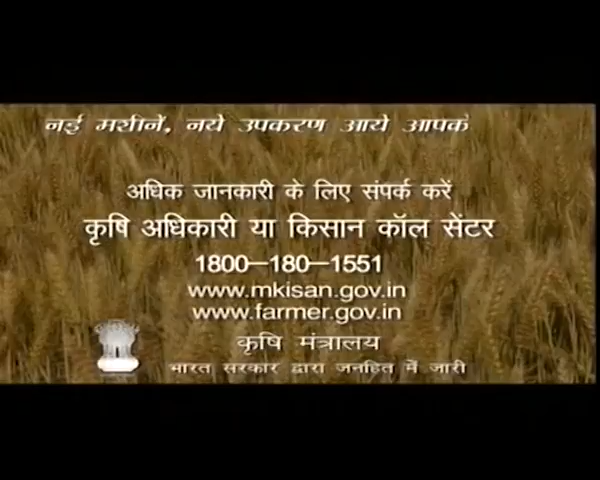 नई मशीनें, नये उपकरण आये आपके
अधिक जानकारी के लिए संपर्क करें
कृषि अधिकारी या किसान कॉल सेंटर
1800–180–1551
www.mkisan.gov.in
www.farmer.gov.in
कृषि मंत्रालय
भारत सरकार द्वारा जनहित में जारी